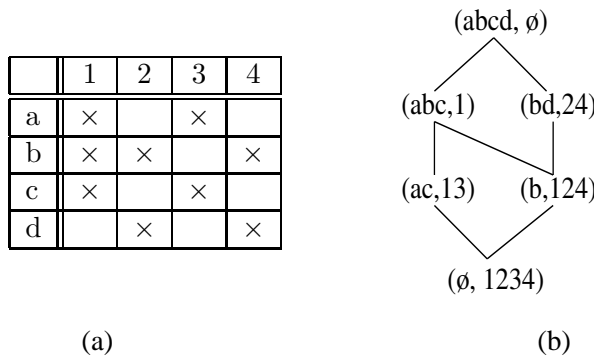 1 2 3 4
a × ×
b × × ×
c × ×
d × ×
(a)
(abcd, ø)
(abc,1) (bd,24)
(ac,13) (b,124)
(ø, 1234)
(b)